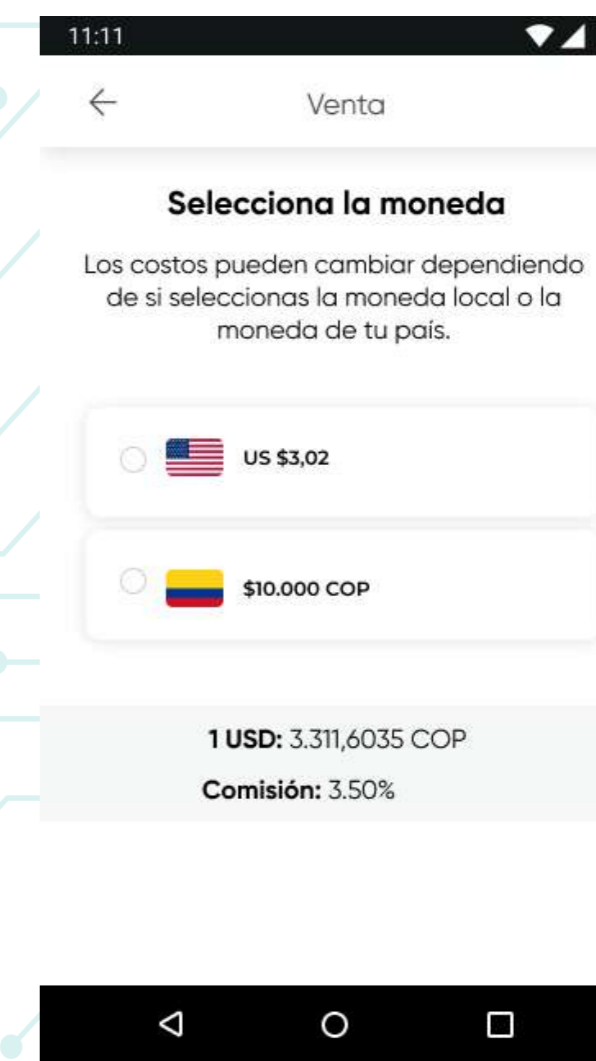 11:11
Venta
Selecciona la moneda
Los costos pueden cambiar dependiendo
de si seleccionas la moneda local o la
moneda de tu país.
US $3,02
$10.000 COP
1 USD: 3.311,6035 COP
Comisión: 3.50%